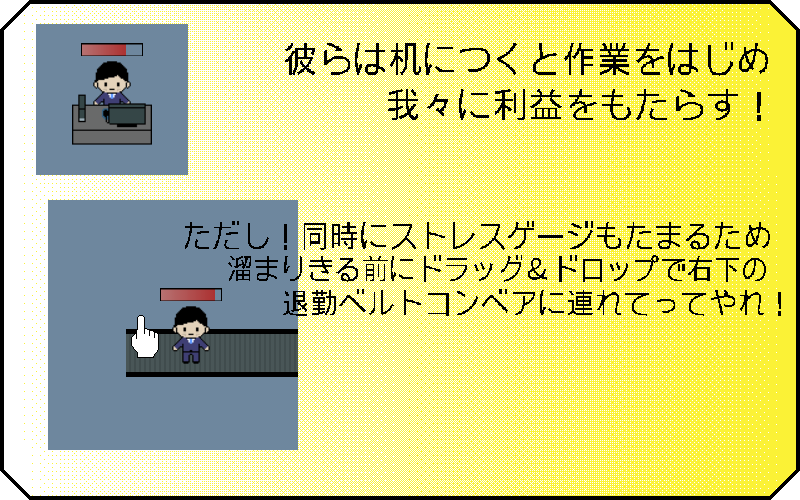 彼らは机につくと作業をはじめ
我々に利益をもたらす！
ただし！同時にストレスゲージもたまるため
溜まりきる前にドラッグ＆ドロップで右下の
退勤ベルトコンベアに連れてってやれ！